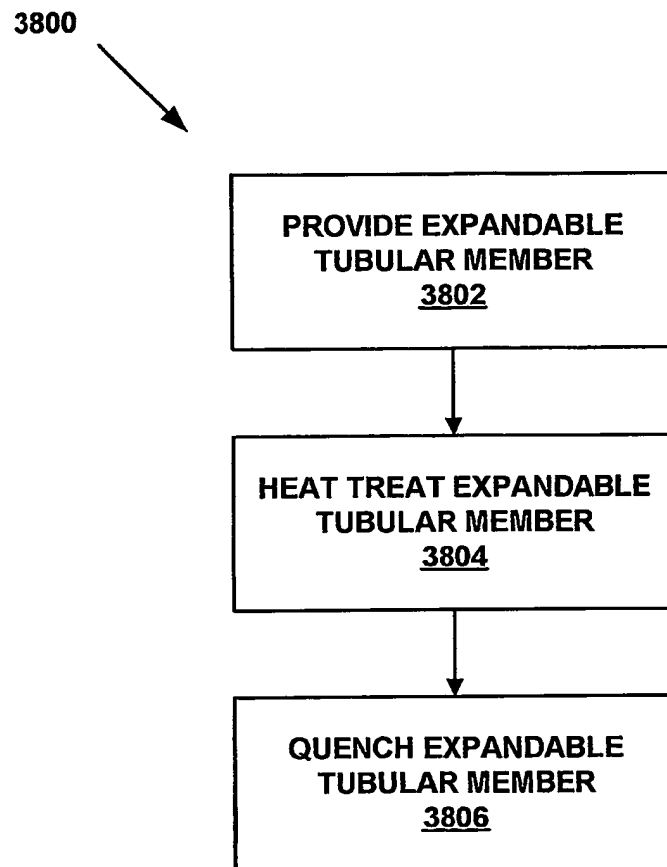 3800
PROVIDE EXPANDABLE
TUBULAR MEMBER
3802
HEAT TREAT EXPANDABLE
TUBULAR MEMBER
3804
QUENCH EXPANDABLE
TUBULAR MEMBER
3806